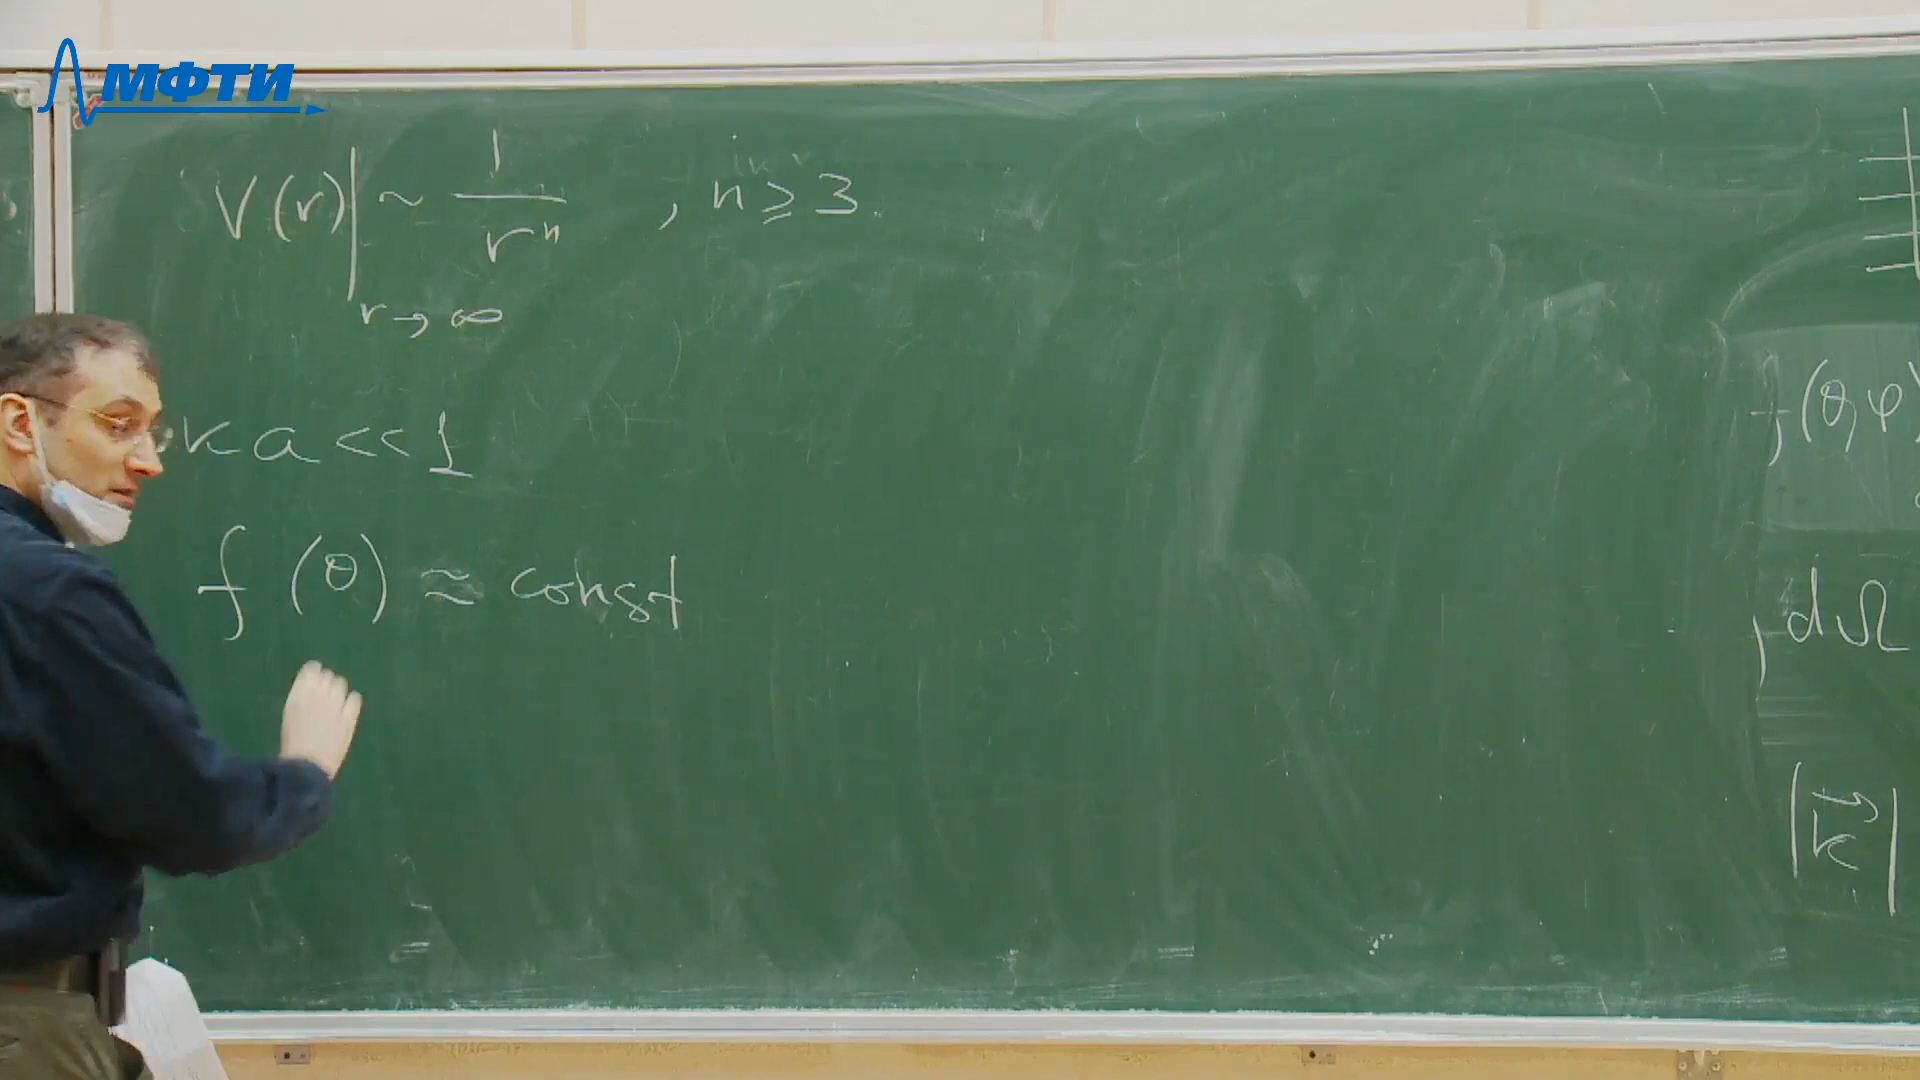 МФТИ
V(r)| ~ 1/rⁿ , n ⩾ 3
r → ∞
ka << 1
f (θ) ≈ const
f(θ,φ)
dΩ
|k⃗|